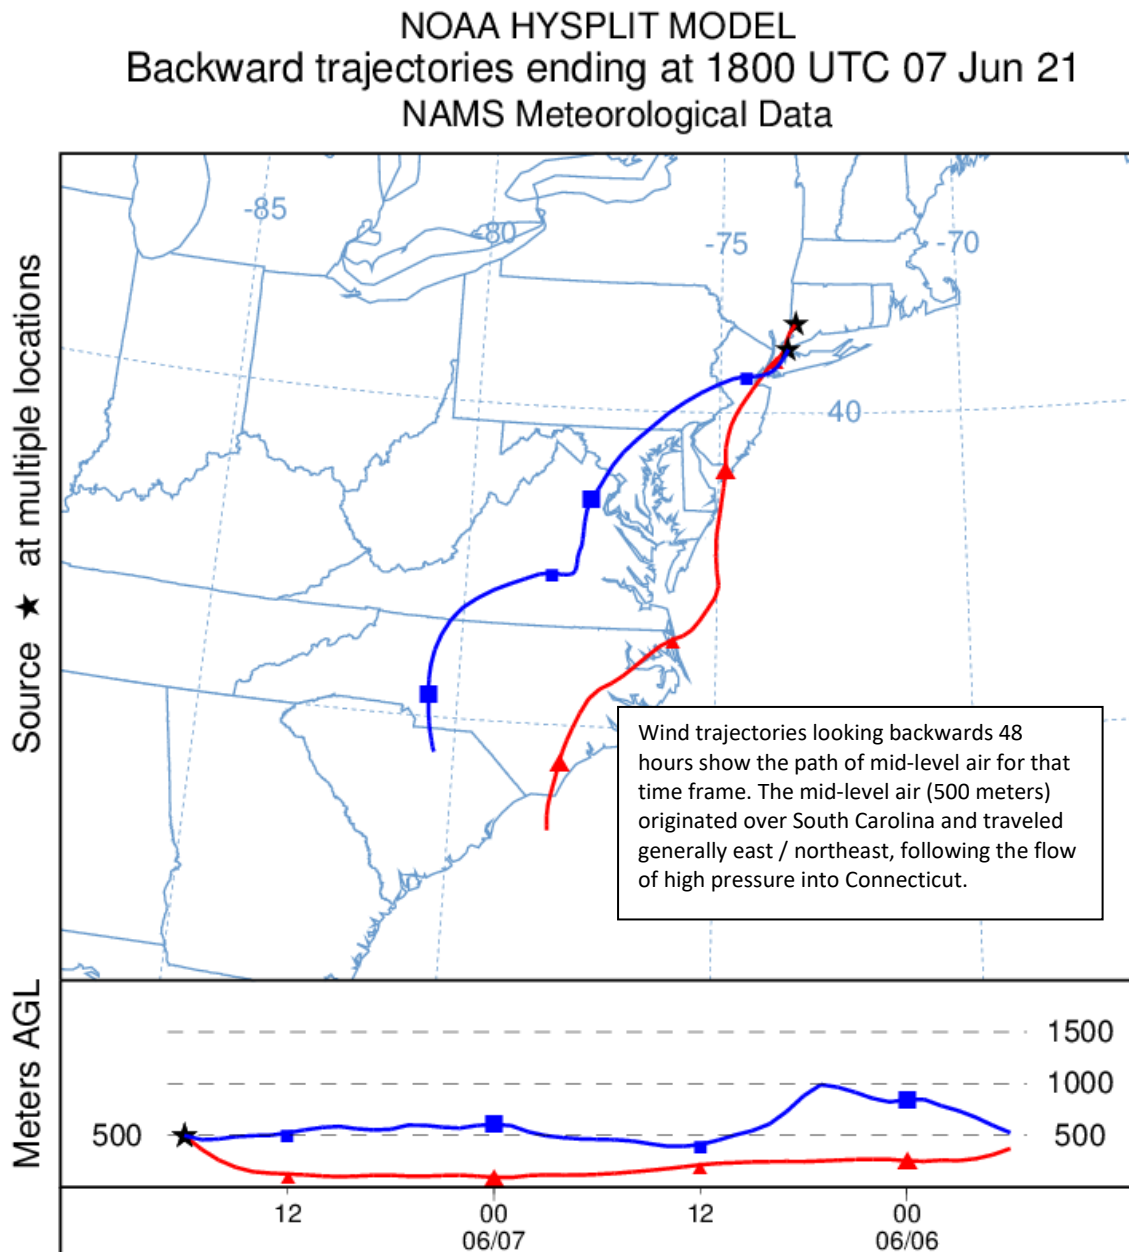 NOAA HYSPLIT MODEL
Backward trajectories ending at 1800 UTC 07 Jun 21
NAMS Meteorological Data
Source ★ at multiple locations
-85
-80
-75
-70
40
Wind trajectories looking backwards 48
hours show the path of mid-level air for that
time frame. The mid-level air (500 meters)
originated over South Carolina and traveled
generally east / northeast, following the flow
of high pressure into Connecticut.
Meters AGL
1500
1000
500
500
12
00
12
00
06/07
06/06